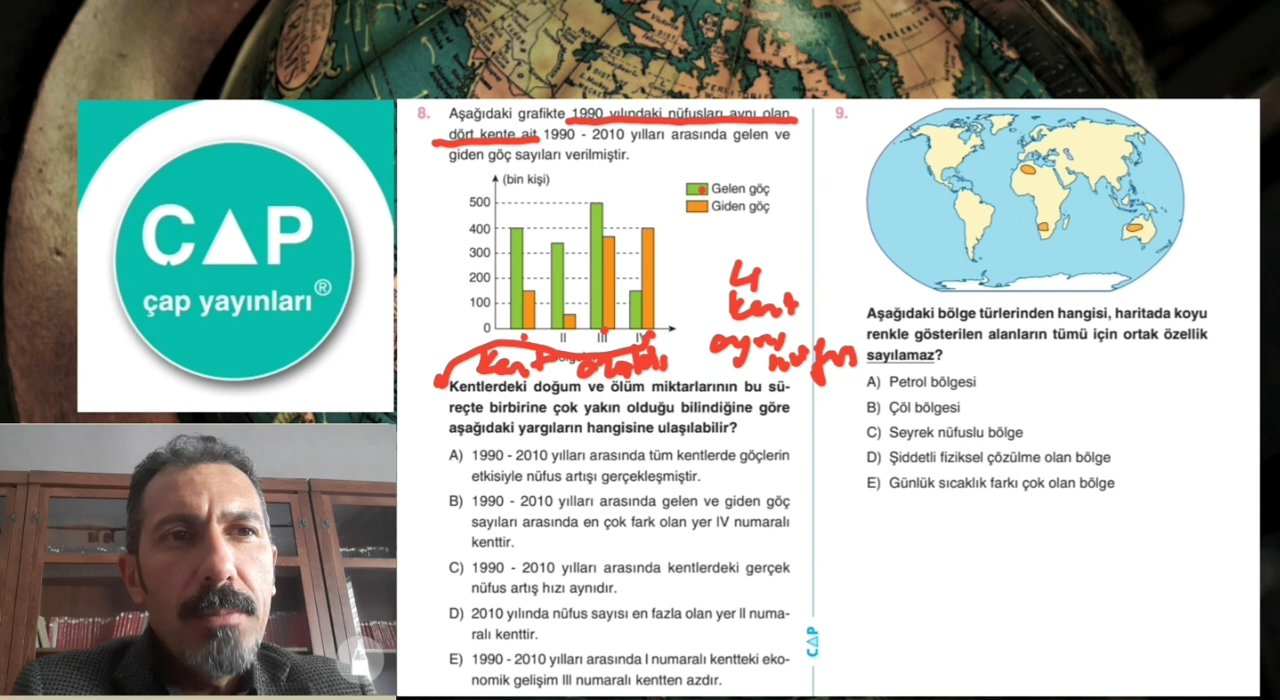 ÇAP
çap yayınları®
8. Aşağıdaki grafikte 1990 yılındaki nüfusları aynı olan
dört kente ait 1990 - 2010 yılları arasında gelen ve
giden göç sayıları verilmiştir.
(bin kişi)
Gelen göç
Giden göç
500
400
300
200
100
0
II
III
IV
4
kent
aynı
nüfus
kent
Kentlerdeki doğum ve ölüm miktarlarının bu sü-
reçte birbirine çok yakın olduğu bilindiğine göre
aşağıdaki yargıların hangisine ulaşılabilir?
A) 1990 - 2010 yılları arasında tüm kentlerde göçlerin
etkisiyle nüfus artışı gerçekleşmiştir.
B) 1990 - 2010 yılları arasında gelen ve giden göç
sayıları arasında en çok fark olan yer IV numaralı
kenttir.
C) 1990 - 2010 yılları arasında kentlerdeki gerçek
nüfus artış hızı aynıdır.
D) 2010 yılında nüfus sayısı en fazla olan yer II numa-
ralı kenttir.
E) 1990 - 2010 yılları arasında I numaralı kentteki eko-
nomik gelişim III numaralı kentten azdır.
ÇAP
9.
Aşağıdaki bölge türlerinden hangisi, haritada koyu
renkle gösterilen alanların tümü için ortak özellik
sayılamaz?
A) Petrol bölgesi
B) Çöl bölgesi
C) Seyrek nüfuslu bölge
D) Şiddetli fiziksel çözülme olan bölge
E) Günlük sıcaklık farkı çok olan bölge